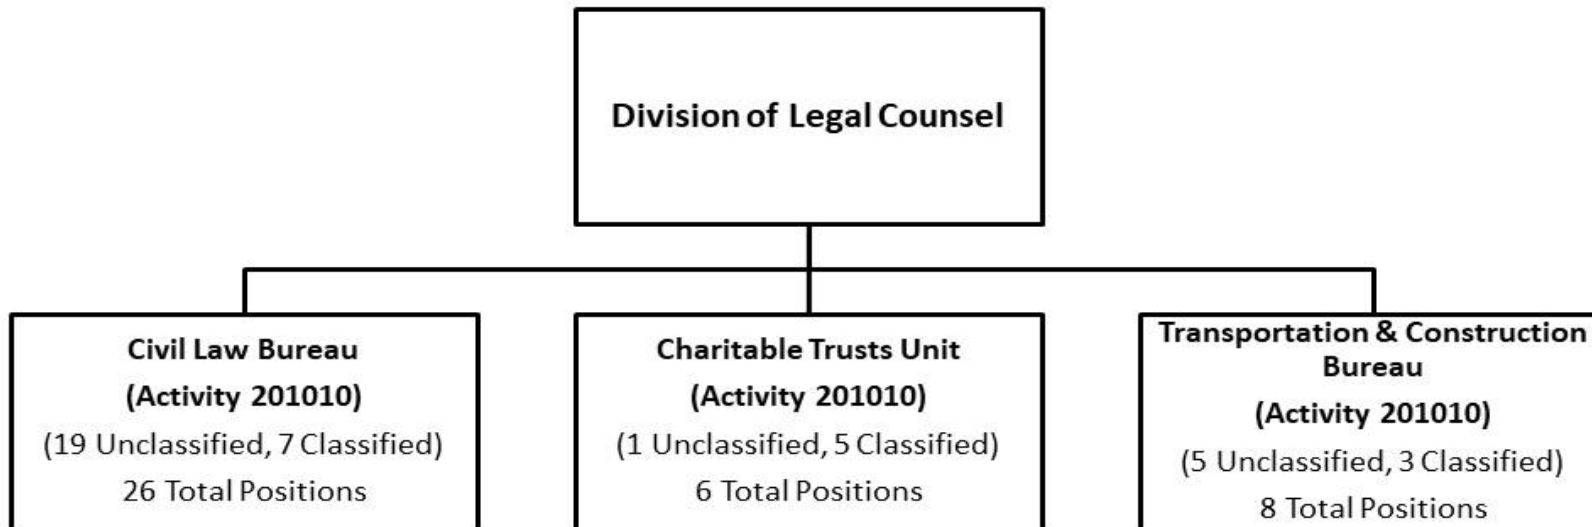 Division of Legal Counsel
Civil Law Bureau
(Activity 201010)
(19 Unclassified, 7 Classified)
26 Total Positions
Charitable Trusts Unit
(Activity 201010)
(1 Unclassified, 5 Classified)
6 Total Positions
Transportation & Construction
Bureau
(Activity 201010)
(5 Unclassified, 3 Classified)
8 Total Positions